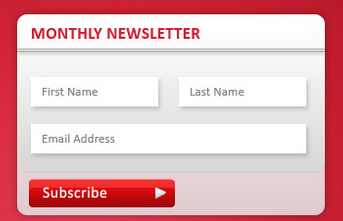 MONTHLY NEWSLETTER
First Name Last Name
Email Address
Subscribe